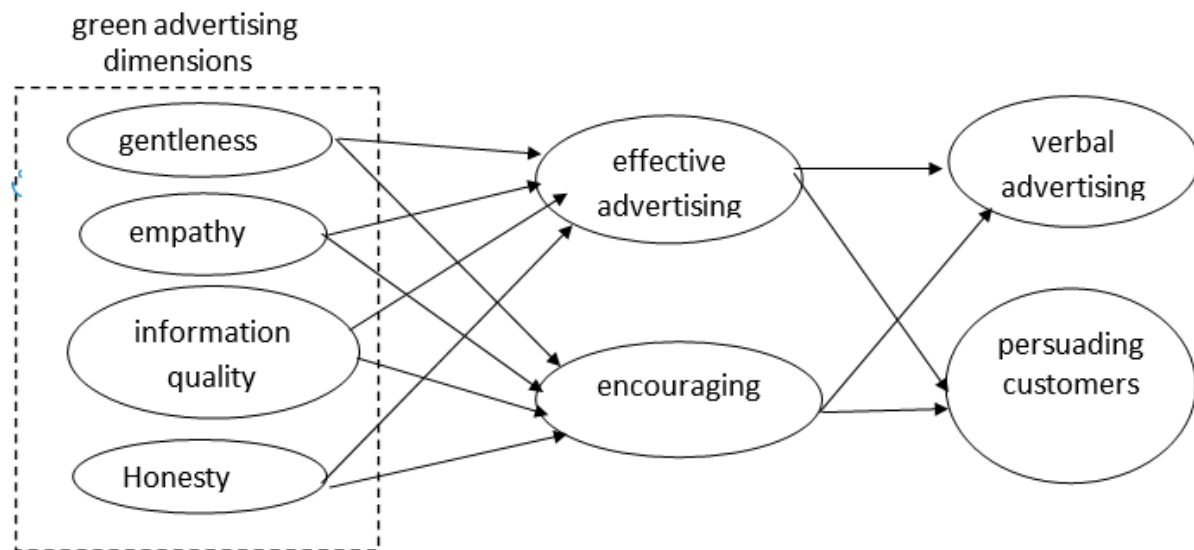 green advertising
dimensions
gentleness
empathy
information
quality
Honesty
effective
advertising
encouraging
verbal
advertising
persuading
customers